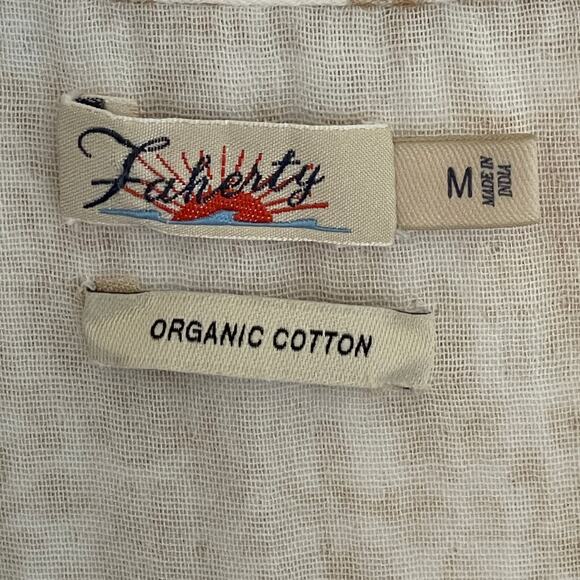 Faherty
M
MADE IN
INDIA
ORGANIC COTTON